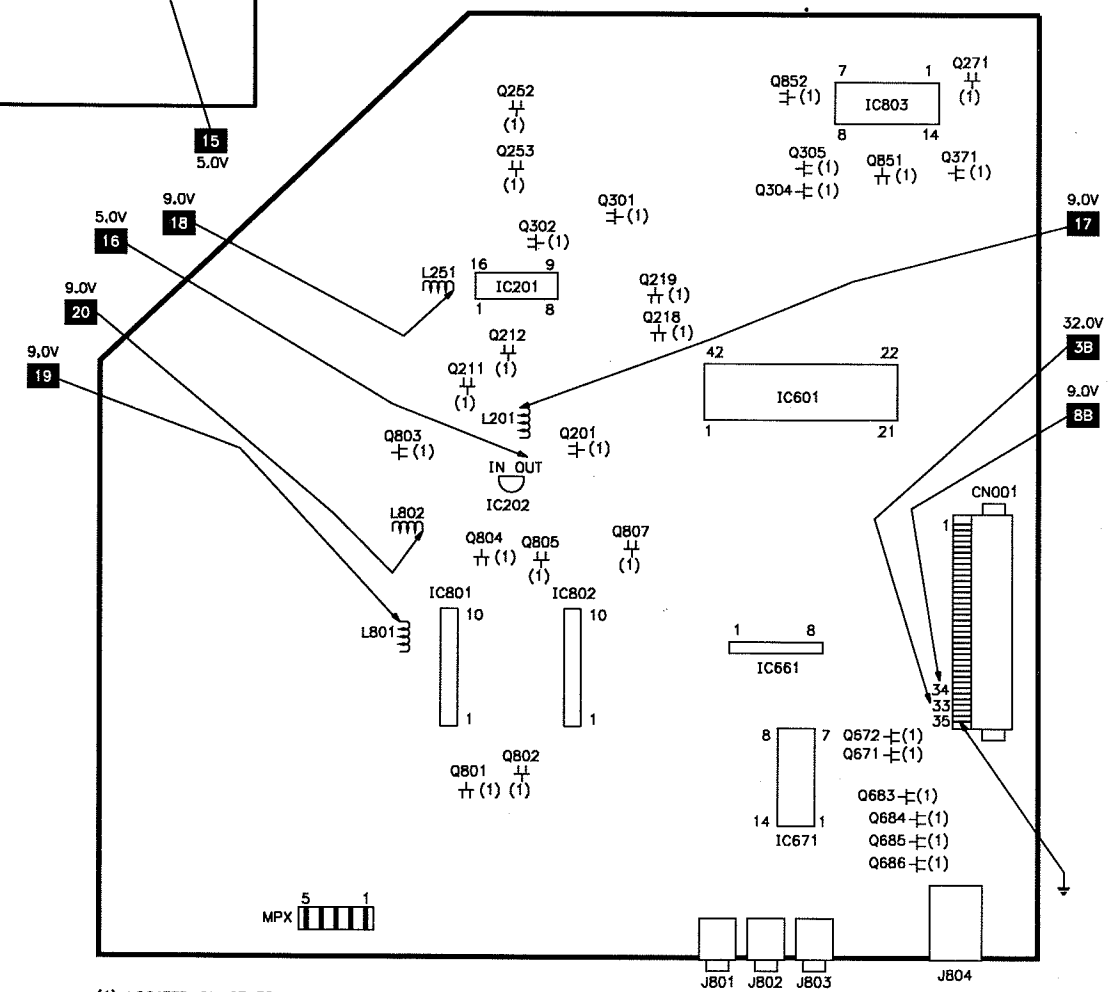 Q252
(1)
Q253
(1)
Q852
(1)
7 1
IC803
8 14
Q271
(1)
15
5.0V
Q305
(1)
Q304 (1)
Q851
(1)
Q371
(1)
9.0V
18
5.0V
16
Q301
(1)
Q302
(1)
9.0V
17
9.0V
20
L251
16 9
IC201
1 8
Q219
(1)
Q218
(1)
32.0V
3B
9.0V
19
Q212
(1)
Q211
(1)
42 22
IC601
1 21
9.0V
8B
L201
Q803
(1)
Q201
(1)
IN OUT
IC202
CN001
1
L802
Q804
(1)
Q805
(1)
Q807
(1)
IC801
10
1
IC802
10
1
L801
1 8
IC661
34
33
35
8 7
14 1
IC671
Q672 (1)
Q671 (1)
Q801
(1)
Q802
(1)
Q683 (1)
Q684 (1)
Q685 (1)
Q686 (1)
5 1
MPX
J801 J802 J803
J804